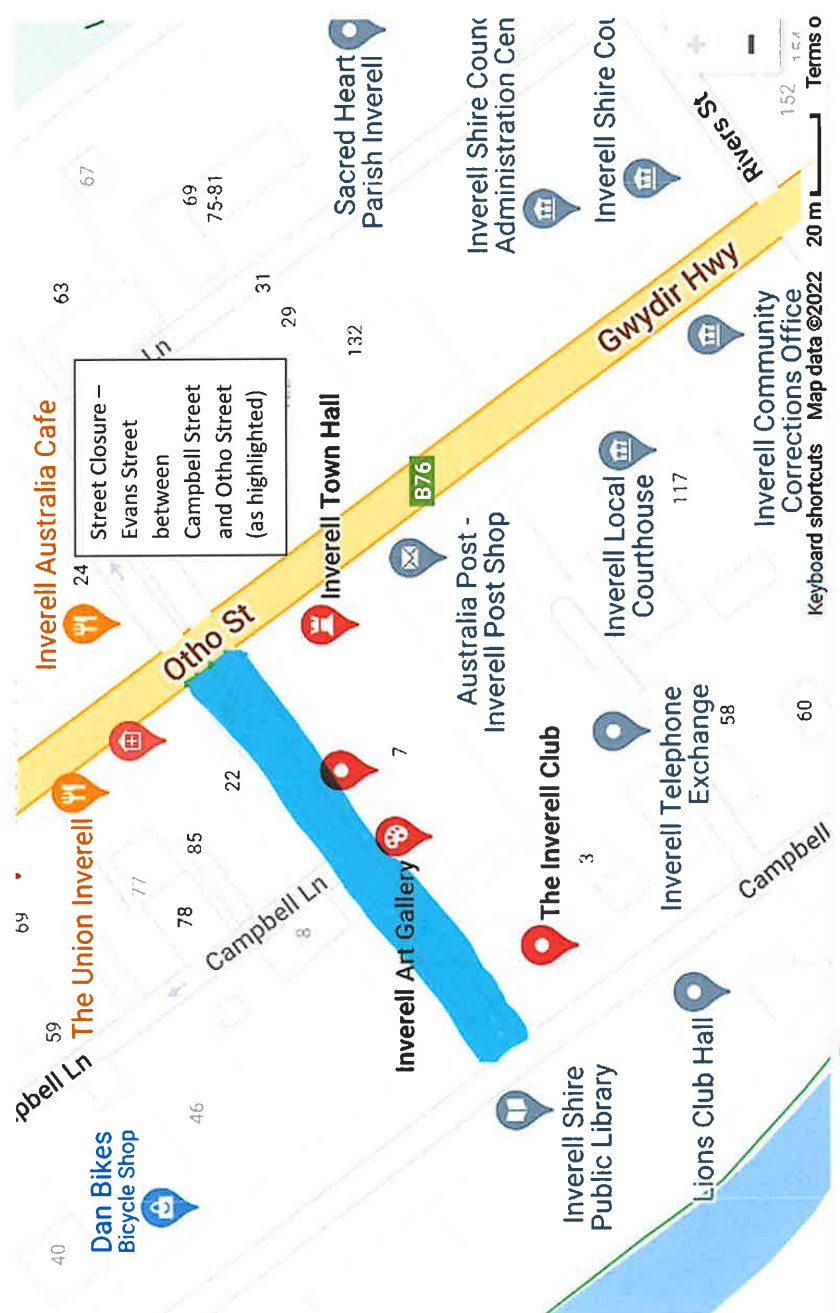 69
pbell Ln
59
40
Inverell Australia Cafe
24
63
The Union Inverell
67
Dan Bikes
Bicycle Shop
77
Street Closure –
Evans Street
between
Campbell Street
and Otho Street
(as highlighted)
Ln
69
75-81
78
85
46
Otho St
22
Campbell Ln
31
29
8
Inverell Town Hall
132
Sacred Heart
Parish Inverell
7
Inverell Art Gallery
B76
Australia Post -
Inverell Post Shop
Inverell Shire Counc
Administration Cen
The Inverell Club
3
Inverell Shire
Public Library
Inverell Shire Cou
Inverell Local
Courthouse
117
Gwydir Hwy
Inverell Telephone
Exchange
58
Lions Club Hall
Rivers St
Inverell Community
Corrections Office
Campbell
60
152
Keyboard shortcuts Map data ©2022 20 m Terms o